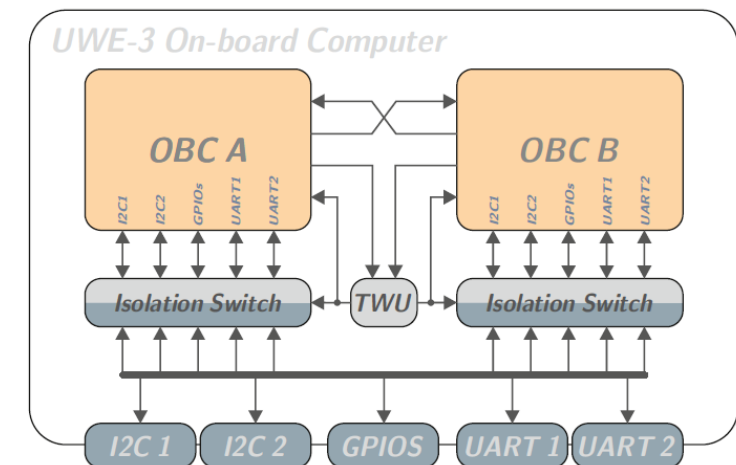 UWE-3 On-board Computer
OBC A
OBC B
I2C1
I2C2
GPIOs
UART1
UART2
I2C1
I2C2
GPIOs
UART1
UART2
Isolation Switch
TWU
Isolation Switch
I2C 1
I2C 2
GPIOS
UART 1
UART 2